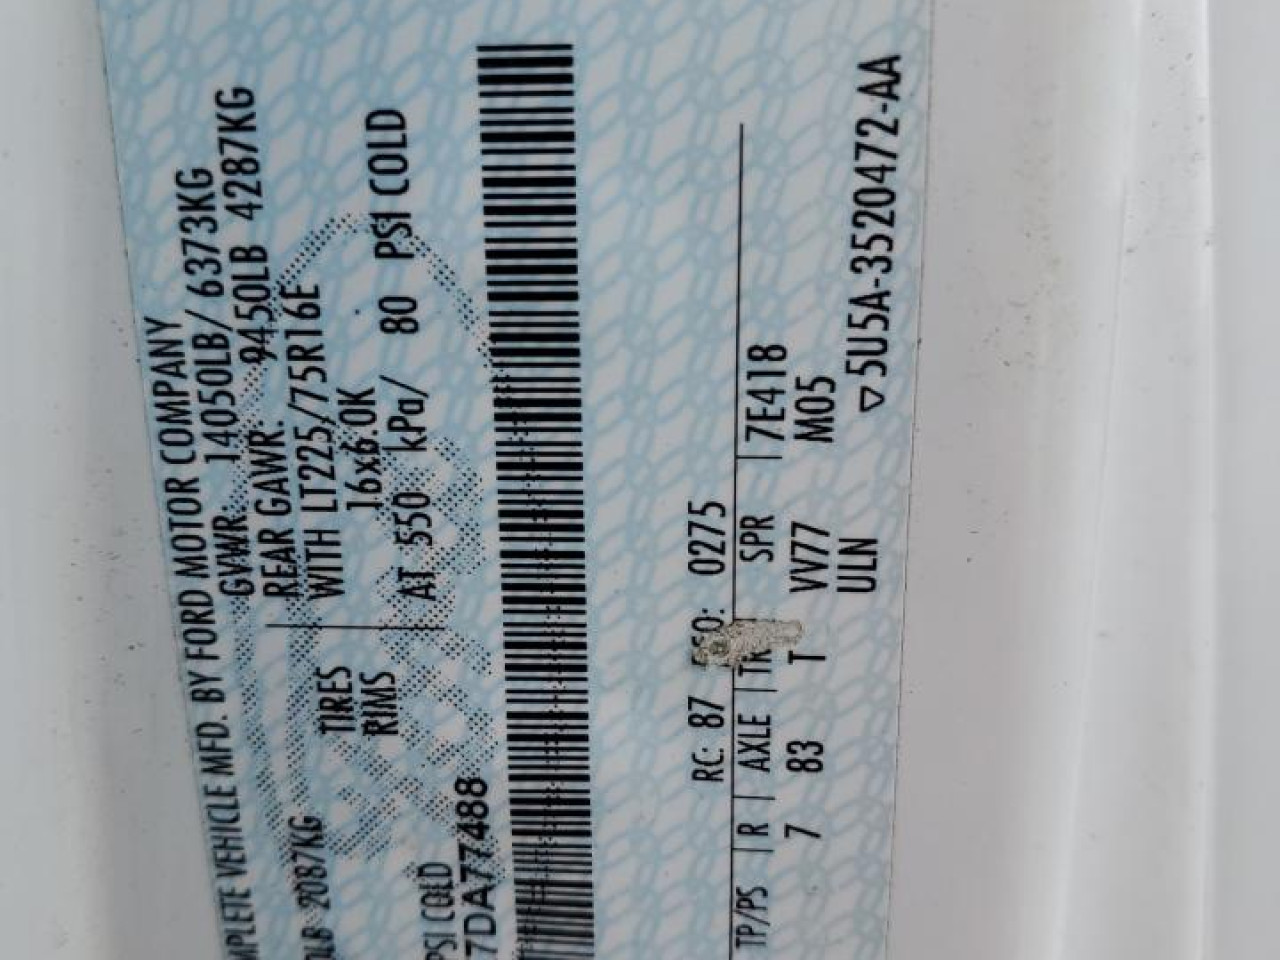 MPLETE VEHICLE MFD. BY FORD MOTOR COMPANY
GVWR: 14050LB/ 6373KG
0LB 2087KG
REAR GAWR: 9450LB 4287KG
TIRES WITH LT225/75R16E
RIMS 16x6.0K
PSI COLD AT 550 kPa/ 80 PSI COLD
7DA77488
RC: 87 DSO: 0275
TP/PS R AXLE SPR
7 83 T VV77 7E418
ULN M05
▽5U5A-3520472-AA